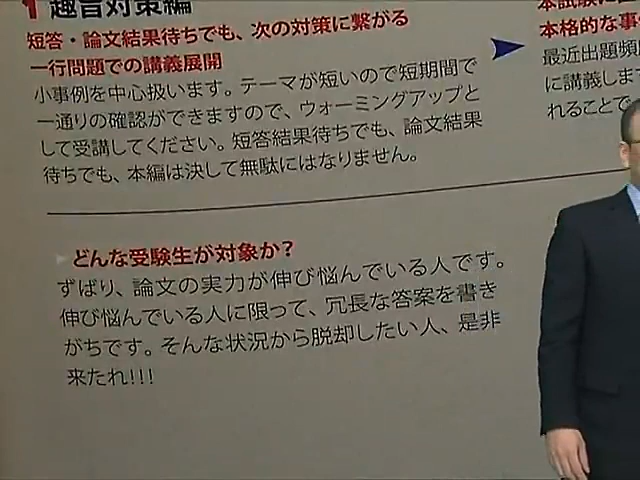 1 趣旨対策編
短答・論文結果待ちでも、次の対策に繋がる
一行問題での講義展開
小事例を中心扱います。テーマが短いので短期間で
一通りの確認ができますので、ウォーミングアップと
して受講してください。短答結果待ちでも、論文結果
待ちでも、本編は決して無駄にはなりません。
本試験に
本格的な事
最近出題頻
に講義しま
れることで
どんな受験生が対象か？
ずばり、論文の実力が伸び悩んでいる人です。
伸び悩んでいる人に限って、冗長な答案を書き
がちです。そんな状況から脱却したい人、是非
来たれ!!!